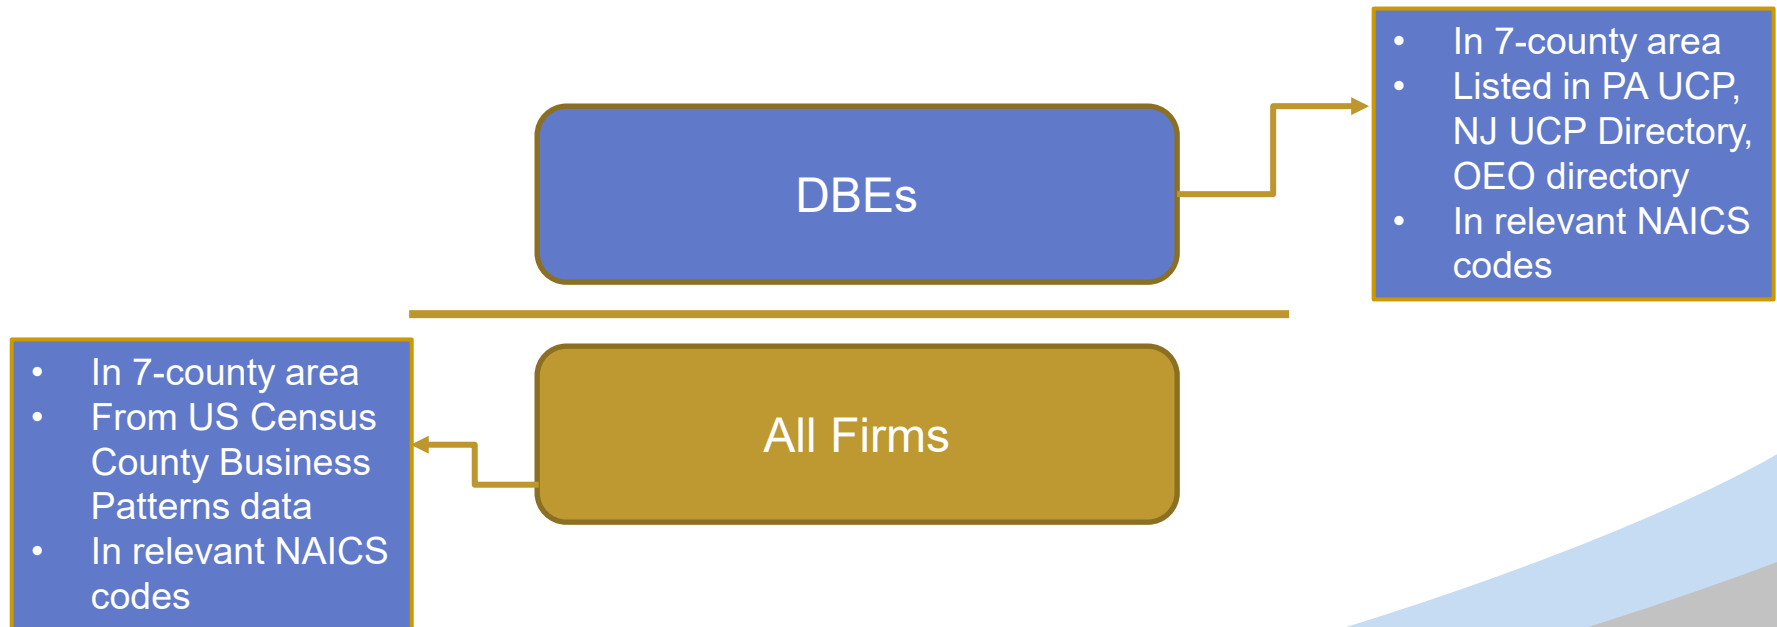 • In 7-county area
• Listed in PA UCP,
NJ UCP Directory,
OEO directory
• In relevant NAICS
codes
DBEs
All Firms
• In 7-county area
• From US Census
County Business
Patterns data
• In relevant NAICS
codes